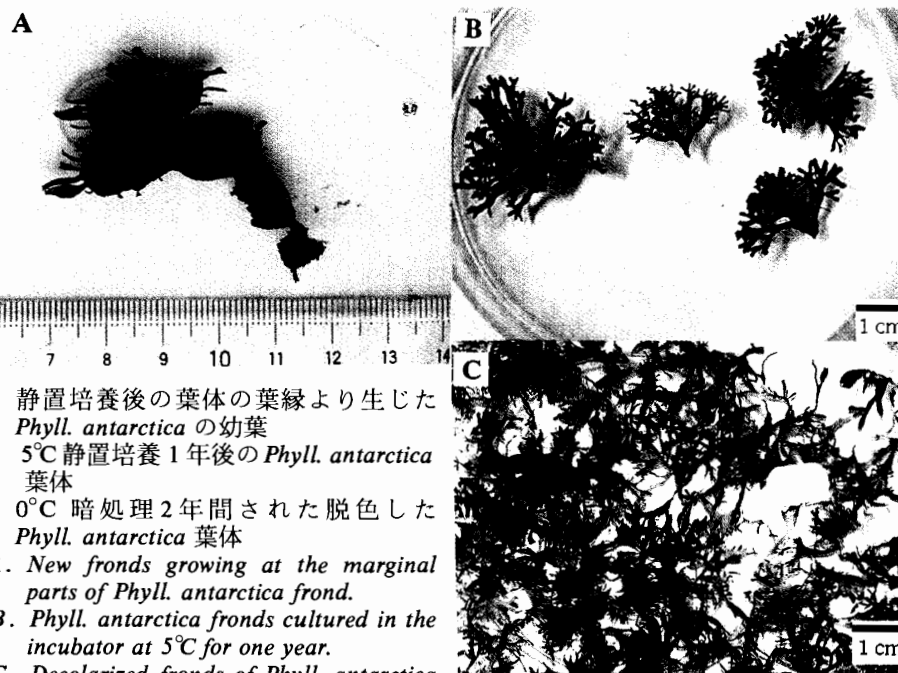 A
B
1 cm
7 8 9 10 11 12 13 14
C
1 cm
静置培養後の葉体の葉縁より生じた
Phyll. antarctica の幼葉
5℃ 静置培養 1 年後の Phyll. antarctica
葉体
0°C 暗処理 2 年間された脱色した
Phyll. antarctica 葉体
. New fronds growing at the marginal
parts of Phyll. antarctica frond.
B. Phyll. antarctica fronds cultured in the
incubator at 5℃ for one year.
C. Decolarized fronds of Phyll. antarctica